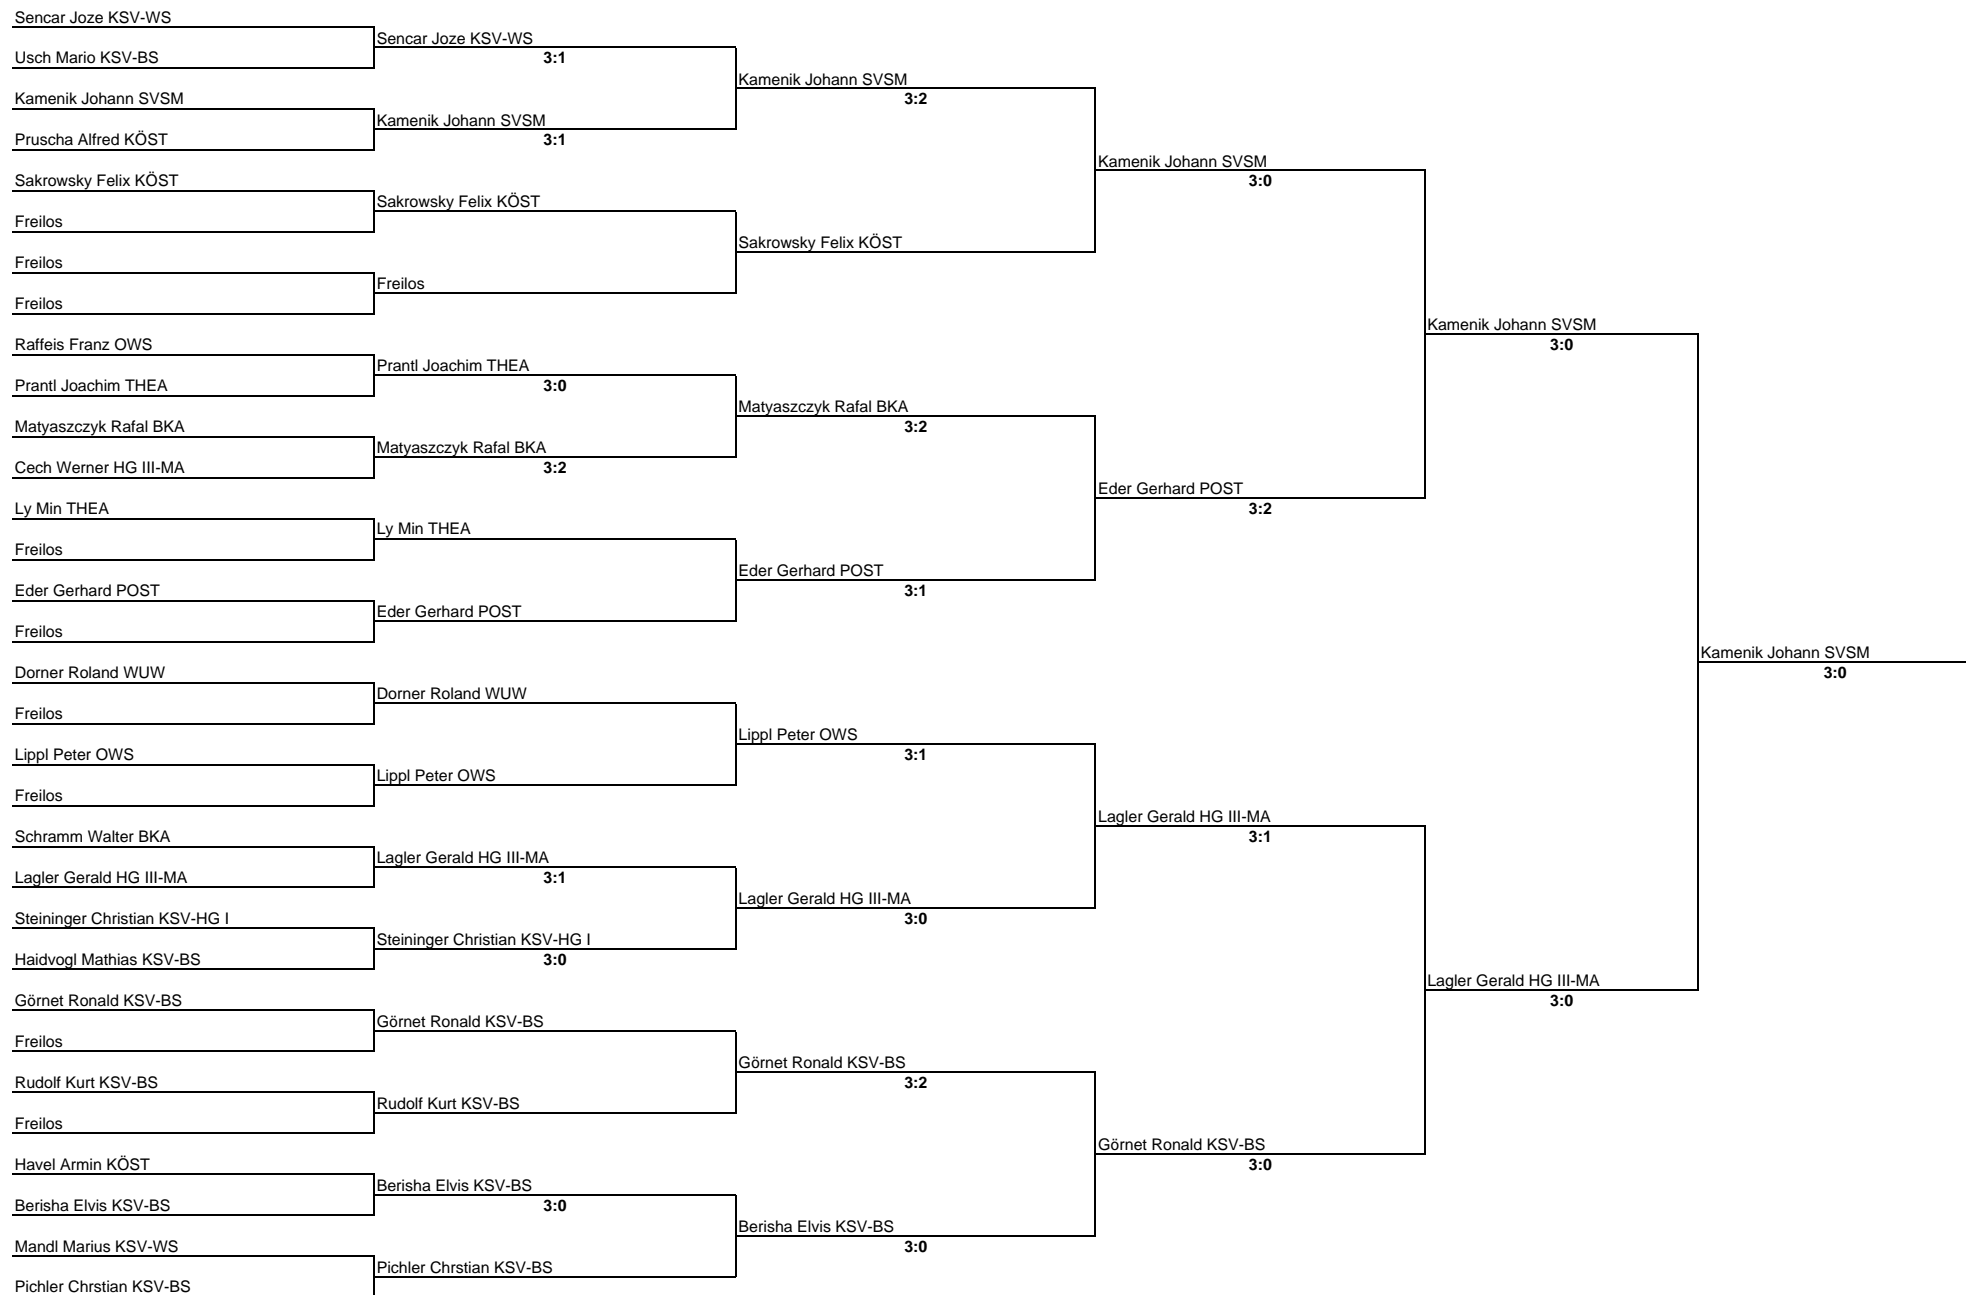 Sencar Joze KSV-WS
Usch Mario KSV-BS
Kamenik Johann SVSM
Pruscha Alfred KÖST
Sakrowsky Felix KÖST
Freilos
Freilos
Freilos
Raffeis Franz OWS
Prantl Joachim THEA
Matyaszczyk Rafal BKA
Cech Werner HG III-MA
Ly Min THEA
Freilos
Eder Gerhard POST
Freilos
Dorner Roland WUW
Freilos
Lippl Peter OWS
Freilos
Schramm Walter BKA
Lagler Gerald HG III-MA
Steininger Christian KSV-HG I
Haidvogl Mathias KSV-BS
Görnet Ronald KSV-BS
Freilos
Rudolf Kurt KSV-BS
Freilos
Havel Armin KÖST
Berisha Elvis KSV-BS
Mandl Marius KSV-WS
Pichler Chrstian KSV-BS
Sencar Joze KSV-WS
3:1
Kamenik Johann SVSM
3:1
Sakrowsky Felix KÖST
Freilos
Prantl Joachim THEA
3:0
Matyaszczyk Rafal BKA
3:2
Ly Min THEA
Eder Gerhard POST
Dorner Roland WUW
Lippl Peter OWS
Lagler Gerald HG III-MA
3:1
Steininger Christian KSV-HG I
3:0
Görnet Ronald KSV-BS
Rudolf Kurt KSV-BS
Berisha Elvis KSV-BS
3:0
Pichler Chrstian KSV-BS
Kamenik Johann SVSM
3:2
Sakrowsky Felix KÖST
Matyaszczyk Rafal BKA
3:2
Eder Gerhard POST
3:1
Lippl Peter OWS
3:1
Lagler Gerald HG III-MA
3:0
Görnet Ronald KSV-BS
3:2
Berisha Elvis KSV-BS
3:0
Kamenik Johann SVSM
3:0
Eder Gerhard POST
3:2
Lagler Gerald HG III-MA
3:1
Görnet Ronald KSV-BS
3:0
Kamenik Johann SVSM
3:0
Lagler Gerald HG III-MA
3:0
Kamenik Johann SVSM
3:0